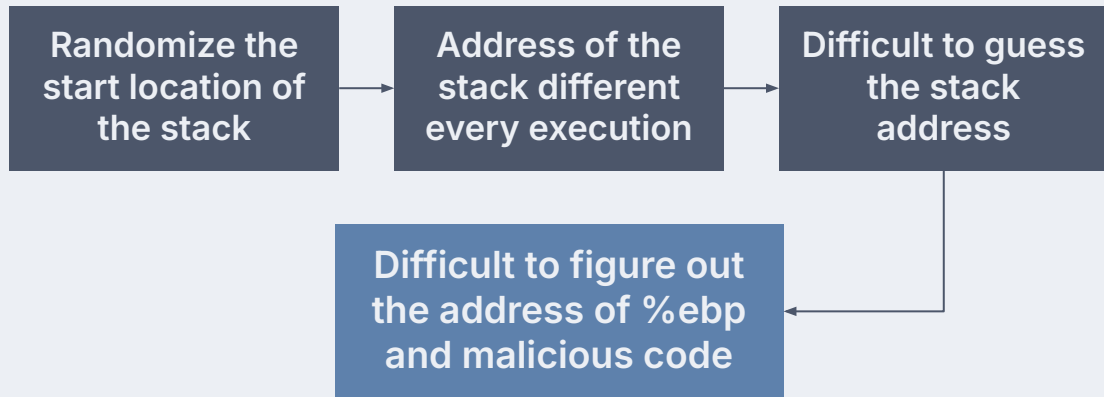 Randomize the
start location of
the stack
Address of the
stack different
every execution
Difficult to guess
the stack
address
Difficult to figure out
the address of %ebp
and malicious code